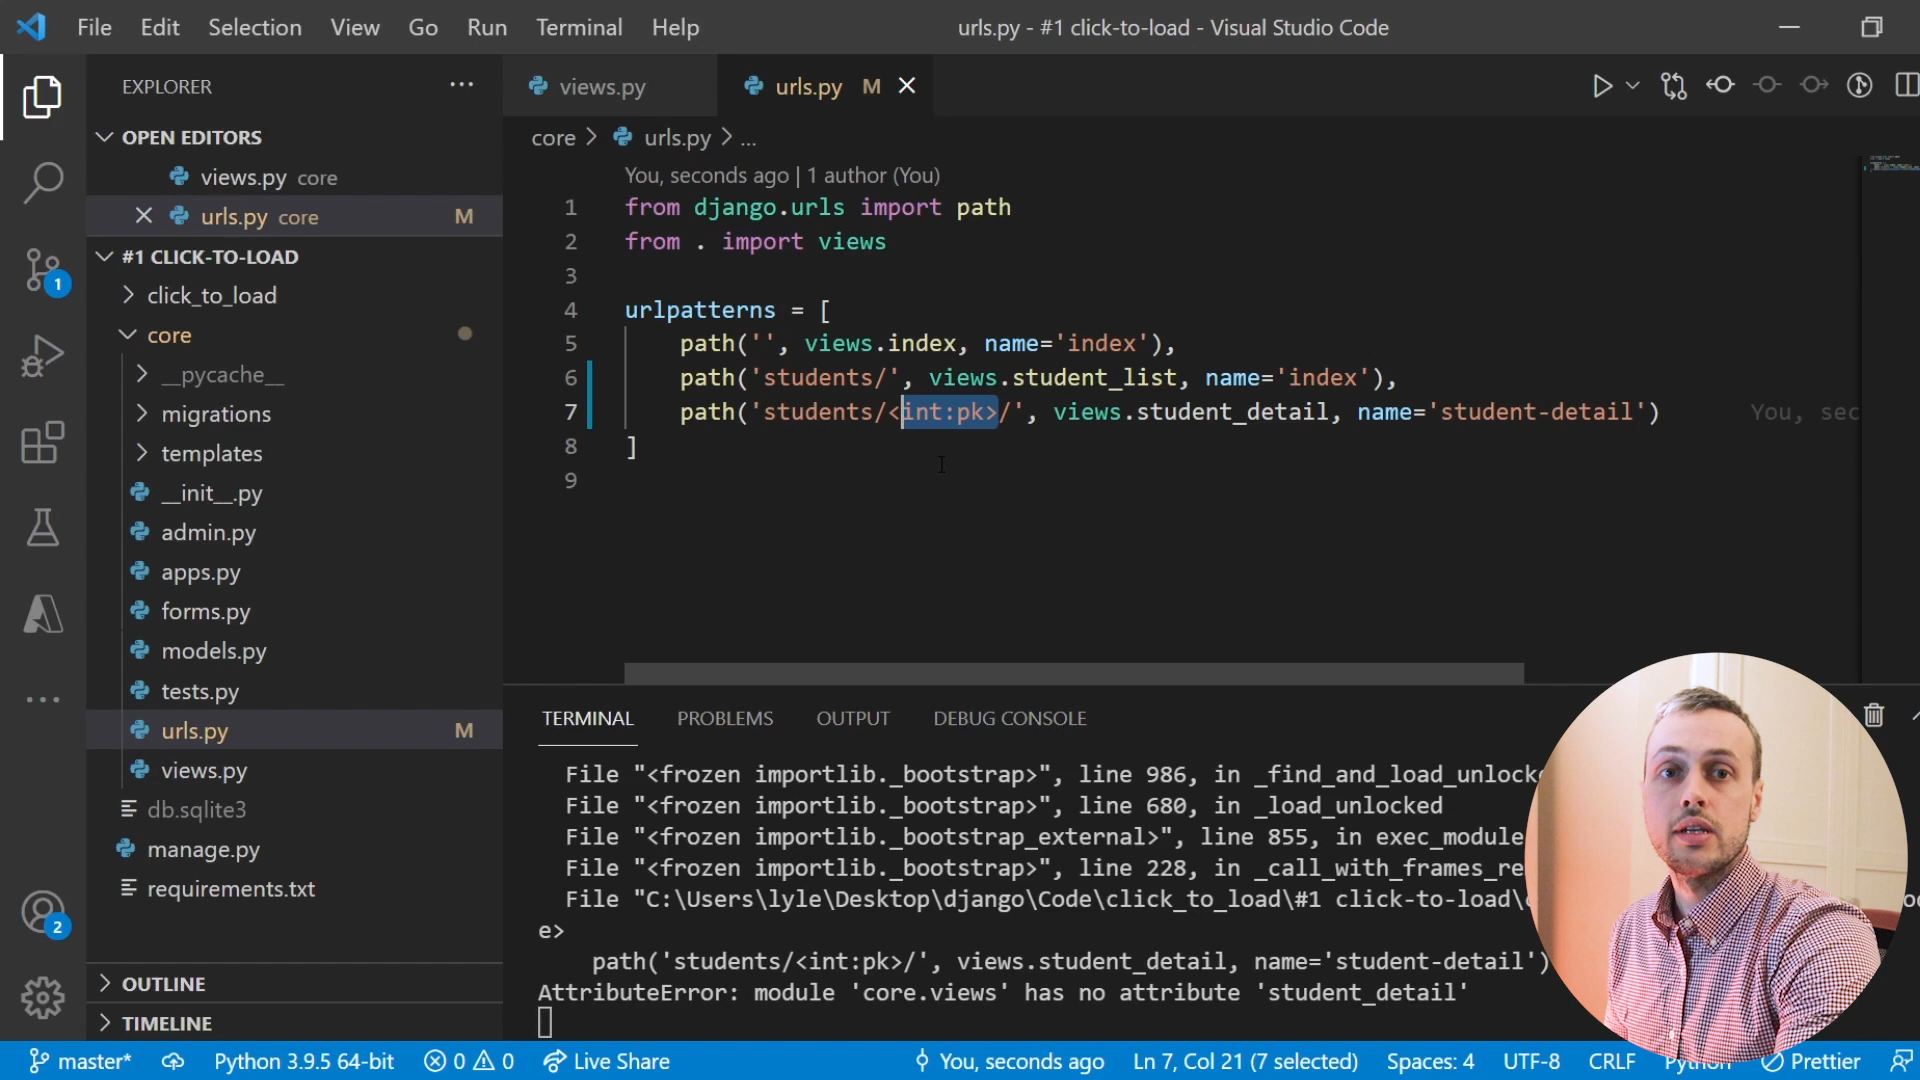 File Edit Selection View Go Run Terminal Help
urls.py - #1 click-to-load - Visual Studio Code
EXPLORER
OPEN EDITORS
views.py core
urls.py core M
#1 CLICK-TO-LOAD
click_to_load
core
__pycache__
migrations
templates
__init__.py
admin.py
apps.py
forms.py
models.py
tests.py
urls.py M
views.py
db.sqlite3
manage.py
requirements.txt
OUTLINE
TIMELINE
1
2
views.py
urls.py M
core > urls.py > ...
You, seconds ago | 1 author (You)
1 from django.urls import path
2 from . import views
3
4 urlpatterns = [
5 path('', views.index, name='index'),
6 path('students/', views.student_list, name='index'),
7 path('students/<int:pk>/', views.student_detail, name='student-detail') You, sec
8 ]
9
TERMINAL PROBLEMS OUTPUT DEBUG CONSOLE
File "<frozen importlib._bootstrap>", line 986, in _find_and_load_unlocke
File "<frozen importlib._bootstrap>", line 680, in _load_unlocked
File "<frozen importlib._bootstrap_external>", line 855, in exec_module
File "<frozen importlib._bootstrap>", line 228, in _call_with_frames_re
File "C:\Users\lyle\Desktop\django\Code\click_to_load\#1 click-to-load\
e>
path('students/<int:pk>/', views.student_detail, name='student-detail')
AttributeError: module 'core.views' has no attribute 'student_detail'
master* Python 3.9.5 64-bit 0 0 Live Share You, seconds ago Ln 7, Col 21 (7 selected) Spaces: 4 UTF-8 CRLF Python Prettier